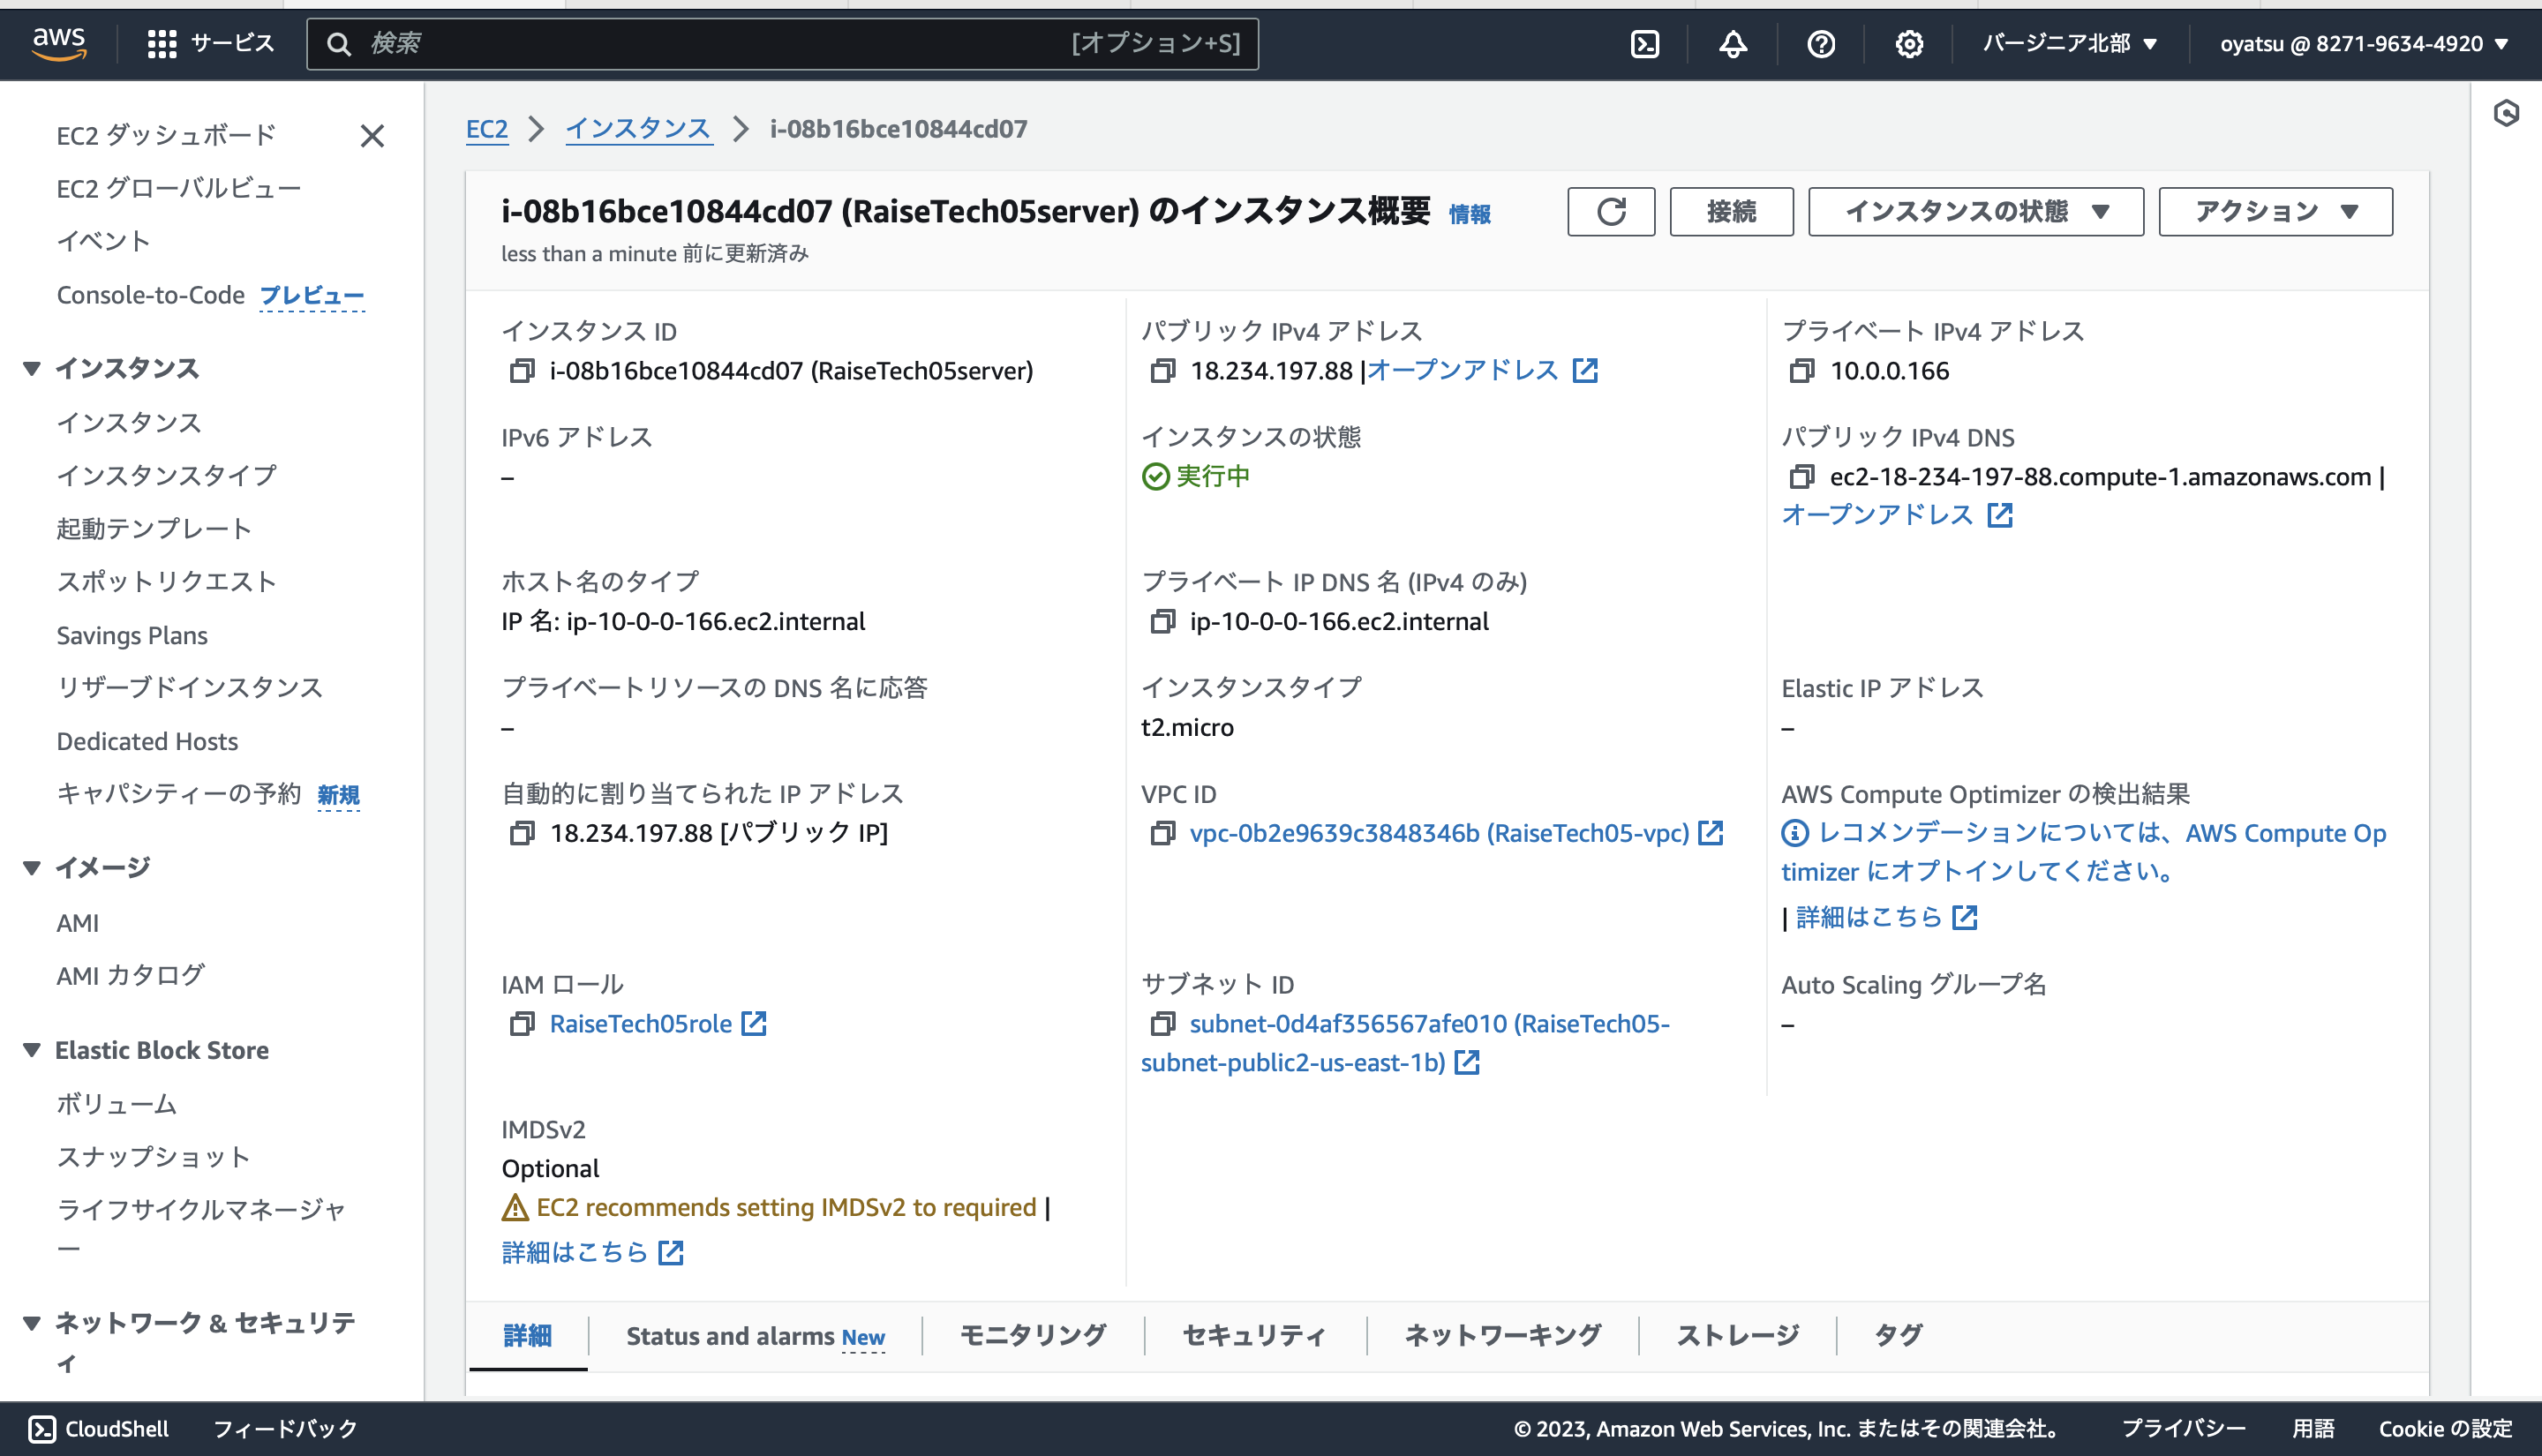 aws
サービス
検索
[オプション+S]
バージニア北部 ▼
oyatsu @ 8271-9634-4920 ▼
EC2 ダッシュボード
EC2 グローバルビュー
イベント
Console-to-Code プレビュー
▼ インスタンス
インスタンス
インスタンスタイプ
起動テンプレート
スポットリクエスト
Savings Plans
リザーブドインスタンス
Dedicated Hosts
キャパシティーの予約 新規
▼ イメージ
AMI
AMI カタログ
▼ Elastic Block Store
ボリューム
スナップショット
ライフサイクルマネージャ
ー
▼ ネットワーク & セキュリテ
ィ
EC2 > インスタンス > i-08b16bce10844cd07
i-08b16bce10844cd07 (RaiseTech05server) のインスタンス概要 情報
less than a minute 前に更新済み
接続
インスタンスの状態 ▼
アクション ▼
インスタンス ID
i-08b16bce10844cd07 (RaiseTech05server)
パブリック IPv4 アドレス
18.234.197.88 |オープンアドレス
プライベート IPv4 アドレス
10.0.0.166
IPv6 アドレス
–
インスタンスの状態
実行中
パブリック IPv4 DNS
ec2-18-234-197-88.compute-1.amazonaws.com |
オープンアドレス
ホスト名のタイプ
IP 名: ip-10-0-0-166.ec2.internal
プライベート IP DNS 名 (IPv4 のみ)
ip-10-0-0-166.ec2.internal
プライベートリソースの DNS 名に応答
–
インスタンスタイプ
t2.micro
Elastic IP アドレス
–
自動的に割り当てられた IP アドレス
18.234.197.88 [パブリック IP]
VPC ID
vpc-0b2e9639c3848346b (RaiseTech05-vpc)
AWS Compute Optimizer の検出結果
レコメンデーションについては、AWS Compute Op
timizer にオプトインしてください。
| 詳細はこちら
IAM ロール
RaiseTech05role
サブネット ID
subnet-0d4af356567afe010 (RaiseTech05-
subnet-public2-us-east-1b)
Auto Scaling グループ名
–
IMDSv2
Optional
EC2 recommends setting IMDSv2 to required |
詳細はこちら
詳細
Status and alarms New
モニタリング
セキュリティ
ネットワーキング
ストレージ
タグ
CloudShell
フィードバック
© 2023, Amazon Web Services, Inc. またはその関連会社。
プライバシー
用語
Cookie の設定